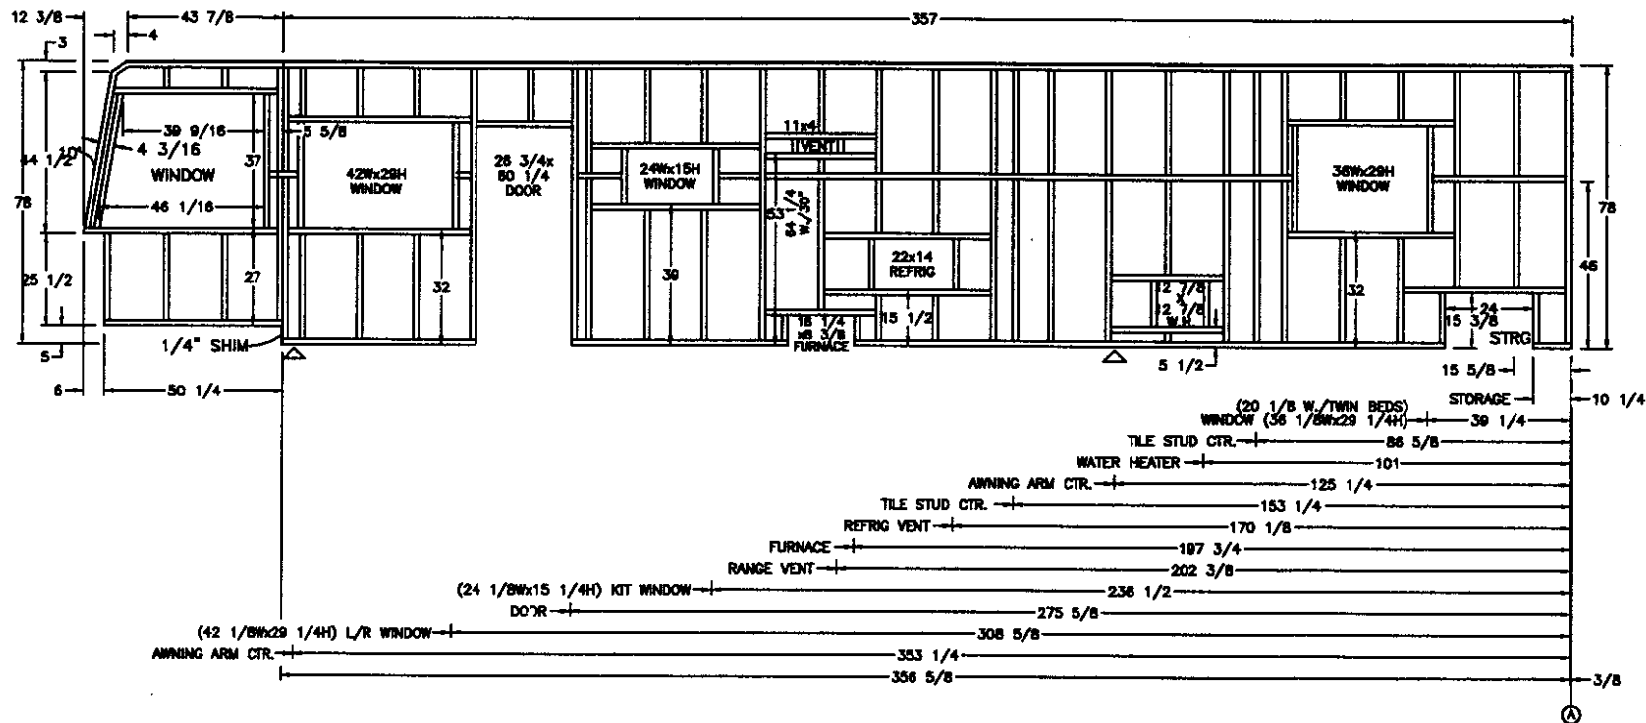 12 3/8
43 7/8
357
4
3
39 9/16
3 5/8
11x4
VENT
44 1/2
10°
4 3/16
37
WINDOW
42Wx29H
WINDOW
26 3/4x
60 1/4
DOOR
24Wx15H
WINDOW
36Wx29H
WINDOW
78
46 1/16
53
64 1/4
W./30"
78
25 1/2
27
32
39
22x14
REFRIG
12 7/8
X
12 7/8
W.H.
32
46
24
15 3/8
STRG
15 1/2
16 1/4
x8 3/8
FURNACE
1/4" SHIM
5
5 1/2
15 5/8
6
50 1/4
STORAGE
10 1/4
(20 1/8 W./TWIN BEDS)
WINDOW (36 1/8Wx29 1/4H)
39 1/4
TILE STUD CTR.
86 5/8
WATER HEATER
101
AWNING ARM CTR.
125 1/4
TILE STUD CTR.
153 1/4
REFRIG VENT
170 1/8
FURNACE
197 3/4
RANGE VENT
202 3/8
(24 1/8Wx15 1/4H) KIT WINDOW
236 1/2
DOOR
275 5/8
(42 1/8Wx29 1/4H) L/R WINDOW
308 5/8
AWNING ARM CTR.
353 1/4
356 5/8
3/8
A